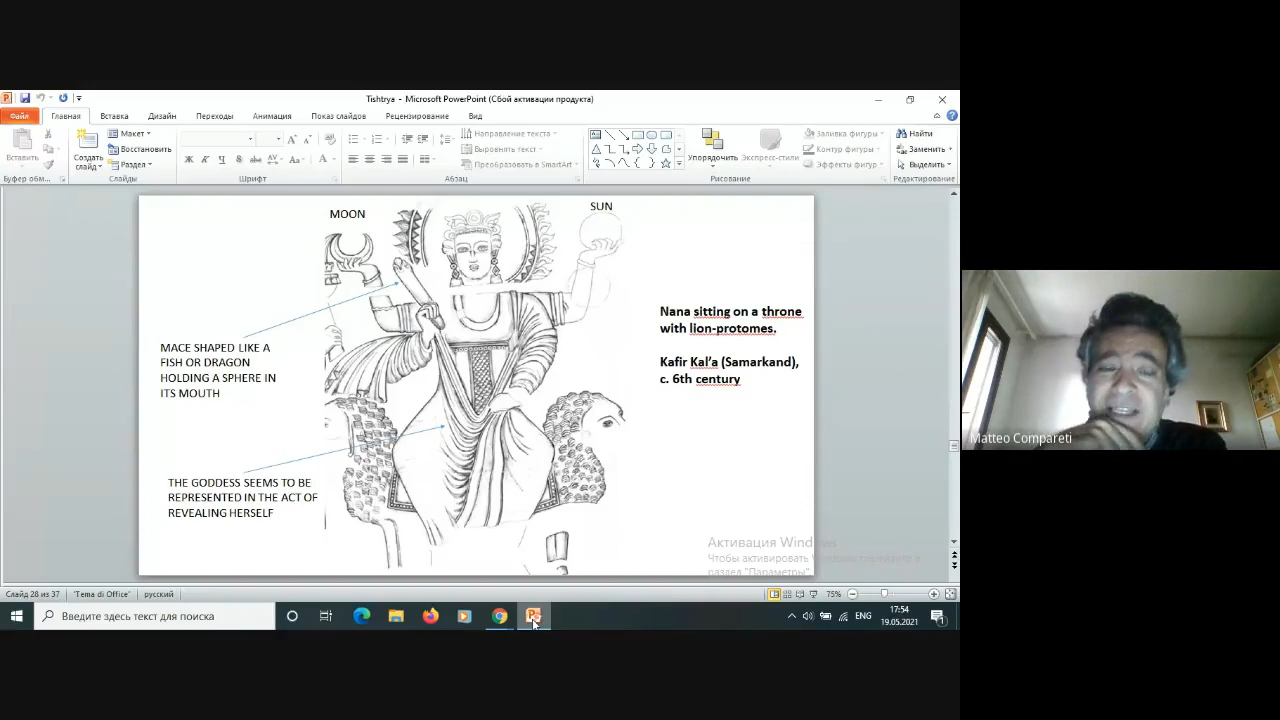 Tishtrya - Microsoft PowerPoint (Сбой активации продукта)
Файл Главная Вставка Дизайн Переходы Анимация Показ слайдов Рецензирование Вид
Вставить
Создать слайд
Макет
Восстановить
Раздел
Направление текста
Выровнять текст
Преобразовать в SmartArt
Упорядочить
Экспресс-стили
Заливка фигуры
Контур фигуры
Эффекты фигур
Найти
Заменить
Выделить
Буфер обм... Слайды Шрифт Абзац Рисование Редактирование
MOON
SUN
MACE SHAPED LIKE A
FISH OR DRAGON
HOLDING A SPHERE IN
ITS MOUTH
THE GODDESS SEEMS TO BE
REPRESENTED IN THE ACT OF
REVEALING HERSELF
Nana sitting on a throne
with lion-protomes.
Kafir Kal'a (Samarkand),
c. 6th century
Активация Windows
Чтобы активировать Windows, перейдите в
раздел "Параметры".
Слайд 28 из 37 "Tema di Office" русский 75%
Введите здесь текст для поиска
ENG
17:54
19.05.2021
Matteo Compareti